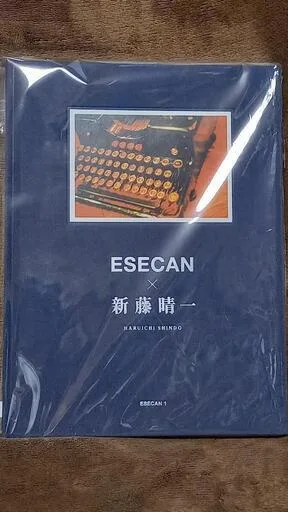 ESECAN
×
新藤晴一
HARUICHI SHINDO
ESECAN 1